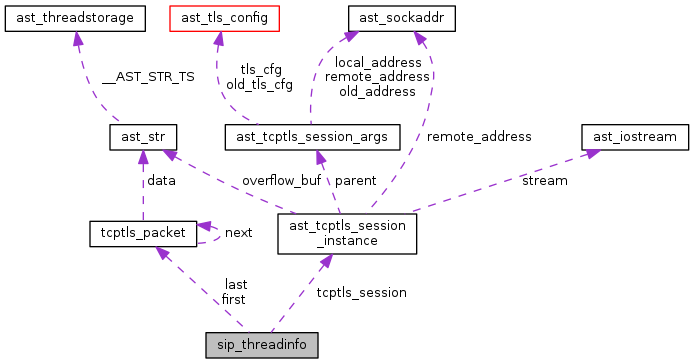 ast_threadstorage
ast_tls_config
ast_sockaddr
__AST_STR_TS
tls_cfg
old_tls_cfg
local_address
remote_address
old_address
ast_str
ast_tcptls_session_args
remote_address
ast_iostream
data
overflow_buf
parent
stream
tcptls_packet
next
ast_tcptls_session
_instance
last
first
tcptls_session
sip_threadinfo